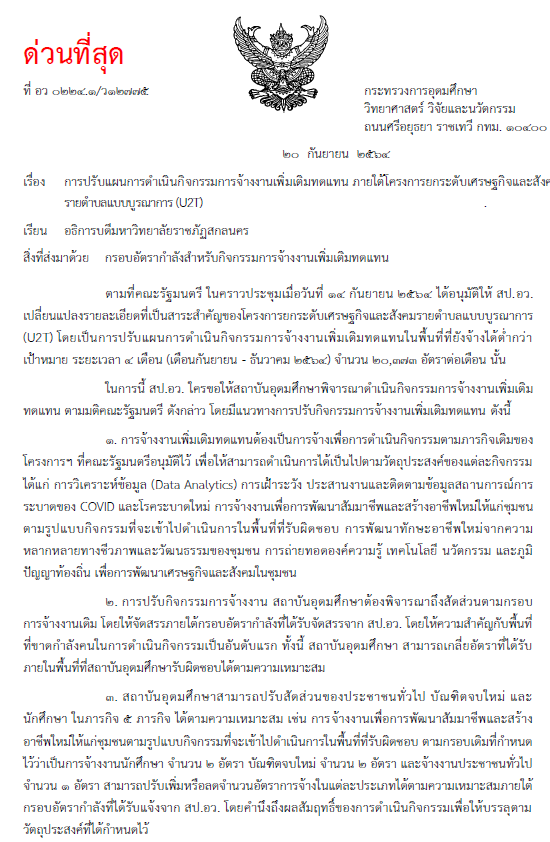 ด่วนที่สุด
ที่ อว ๐๒๒๔.๑/ว๑๒๗๗๕
กระทรวงการอุดมศึกษา
วิทยาศาสตร์ วิจัยและนวัตกรรม
ถนนศรีอยุธยา ราชเทวี กทม. ๑๐๔๐๐
๒๐ กันยายน ๒๕๖๔
เรื่อง การปรับแผนการดำเนินกิจกรรมการจ้างงานเพิ่มเติมทดแทน ภายใต้โครงการยกระดับเศรษฐกิจและสังค
รายตำบลแบบบูรณาการ (U2T)
เรียน อธิการบดีมหาวิทยาลัยราชภัฏสกลนคร
สิ่งที่ส่งมาด้วย กรอบอัตรากำลังสำหรับกิจกรรมการจ้างงานเพิ่มเติมทดแทน
ตามที่คณะรัฐมนตรี ในคราวประชุมเมื่อวันที่ ๑๔ กันยายน ๒๕๖๔ ได้อนุมัติให้ สป.อว.
เปลี่ยนแปลงรายละเอียดที่เป็นสาระสำคัญของโครงการยกระดับเศรษฐกิจและสังคมรายตำบลแบบบูรณาการ
(U2T) โดยเป็นการปรับแผนการดำเนินกิจกรรมการจ้างงานเพิ่มเติมทดแทนในพื้นที่ที่ยังจ้างได้ต่ำกว่า
เป้าหมาย ระยะเวลา ๔ เดือน (เดือนกันยายน - ธันวาคม ๒๕๖๔) จำนวน ๒๐,๓๗๓ อัตราต่อเดือน นั้น
ในการนี้ สป.อว. ใครขอให้สถาบันอุดมศึกษาพิจารณาดำเนินกิจกรรมการจ้างงานเพิ่มเติม
ทดแทน ตามมติคณะรัฐมนตรี ดังกล่าว โดยมีแนวทางการปรับกิจกรรมการจ้างงานเพิ่มเติมทดแทน ดังนี้
๑. การจ้างงานเพิ่มเติมทดแทนต้องเป็นการจ้างเพื่อการดำเนินกิจกรรมตามภารกิจเดิมของ
โครงการฯ ที่คณะรัฐมนตรีอนุมัติไว้ เพื่อให้สามารถดำเนินการได้เป็นไปตามวัตถุประสงค์ของแต่ละกิจกรรม
ได้แก่ การวิเคราะห์ข้อมูล (Data Analytics) การเฝ้าระวัง ประสานงานและติดตามข้อมูลสถานการณ์การ
ระบาดของ COVID และโรคระบาดใหม่ การจ้างงานเพื่อการพัฒนาสัมมาชีพและสร้างอาชีพใหม่ให้แก่ชุมชน
ตามรูปแบบกิจกรรมที่จะเข้าไปดำเนินการในพื้นที่ที่รับผิดชอบ การพัฒนาทักษะอาชีพใหม่จากความ
หลากหลายทางชีวภาพและวัฒนธรรมของชุมชน การถ่ายทอดองค์ความรู้ เทคโนโลยี นวัตกรรม และภูมิ
ปัญญาท้องถิ่น เพื่อการพัฒนาเศรษฐกิจและสังคมในชุมชน
๒. การปรับกิจกรรมการจ้างงาน สถาบันอุดมศึกษาต้องพิจารณาถึงสัดส่วนตามกรอบ
การจ้างงานเดิม โดยให้จัดสรรภายใต้กรอบอัตรากำลังที่ได้รับจัดสรรจาก สป.อว. โดยให้ความสำคัญกับพื้นที่
ที่ขาดกำลังคนในการดำเนินกิจกรรมเป็นอันดับแรก ทั้งนี้ สถาบันอุดมศึกษา สามารถเกลี่ยอัตราที่ได้รับ
ภายในพื้นที่ที่สถาบันอุดมศึกษารับผิดชอบได้ตามความเหมาะสม
๓. สถาบันอุดมศึกษาสามารถปรับสัดส่วนของประชาชนทั่วไป บัณฑิตจบใหม่ และ
นักศึกษา ในภารกิจ ๕ ภารกิจ ได้ตามความเหมาะสม เช่น การจ้างงานเพื่อการพัฒนาสัมมาชีพและสร้าง
อาชีพใหม่ให้แก่ชุมชนตามรูปแบบกิจกรรมที่จะเข้าไปดำเนินการในพื้นที่ที่รับผิดชอบ ตามกรอบเดิมที่กำหนด
ไว้ว่าเป็นการจ้างงานนักศึกษา จำนวน ๒ อัตรา บัณฑิตจบใหม่ จำนวน ๒ อัตรา และจ้างงานประชาชนทั่วไป
จำนวน ๑ อัตรา สามารถปรับเพิ่มหรือลดจำนวนอัตราการจ้างในแต่ละประเภทได้ตามความเหมาะสมภายใต้
กรอบอัตรากำลังที่ได้รับแจ้งจาก สป.อว. โดยคำนึงถึงผลสัมฤทธิ์ของการดำเนินกิจกรรมเพื่อให้บรรลุตาม
วัตถุประสงค์ที่ได้กำหนดไว้